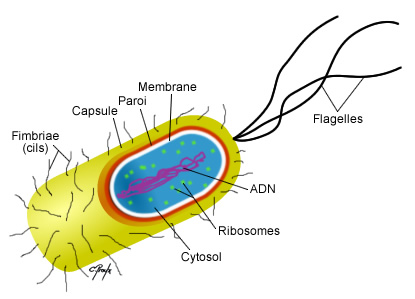 Membrane
Paroi
Capsule
Fimbriae
(cils)
Flagelles
ADN
Ribosomes
Cytosol